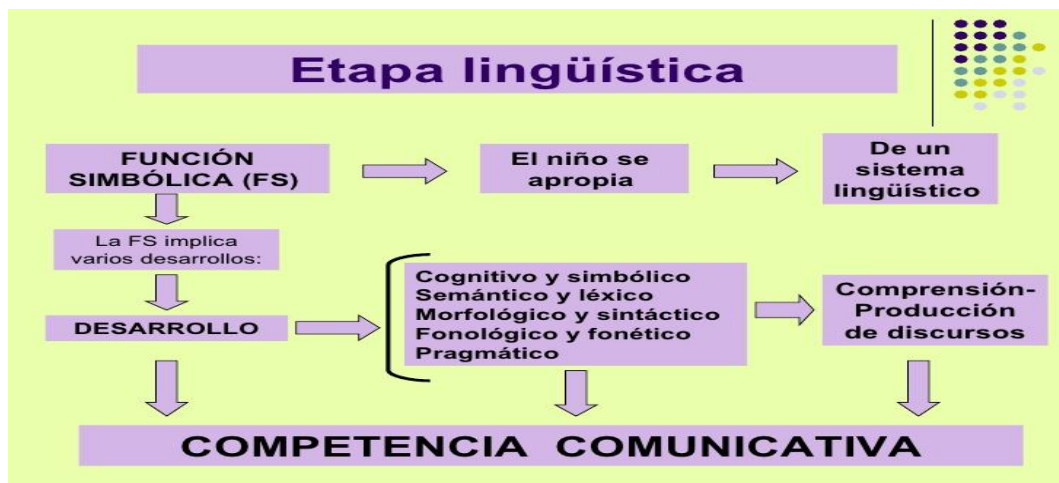 Etapa lingüística
FUNCIÓN
SIMBÓLICA (FS)
El niño se
apropia
De un
sistema
lingüístico
La FS implica
varios desarrollos:
DESARROLLO
Cognitivo y simbólico
Semántico y léxico
Morfológico y sintáctico
Fonológico y fonético
Pragmático
Comprensión-
Producción
de discursos
COMPETENCIA COMUNICATIVA